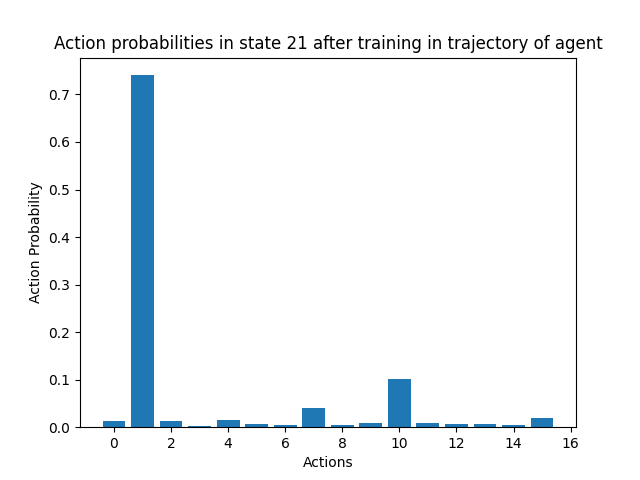 Action probabilities in state 21 after training in trajectory of agent
0.7
0.6
0.5
0.4
0.3
0.2
0.1
0.0
Action Probability
0 2 4 6 8 10 12 14 16
Actions